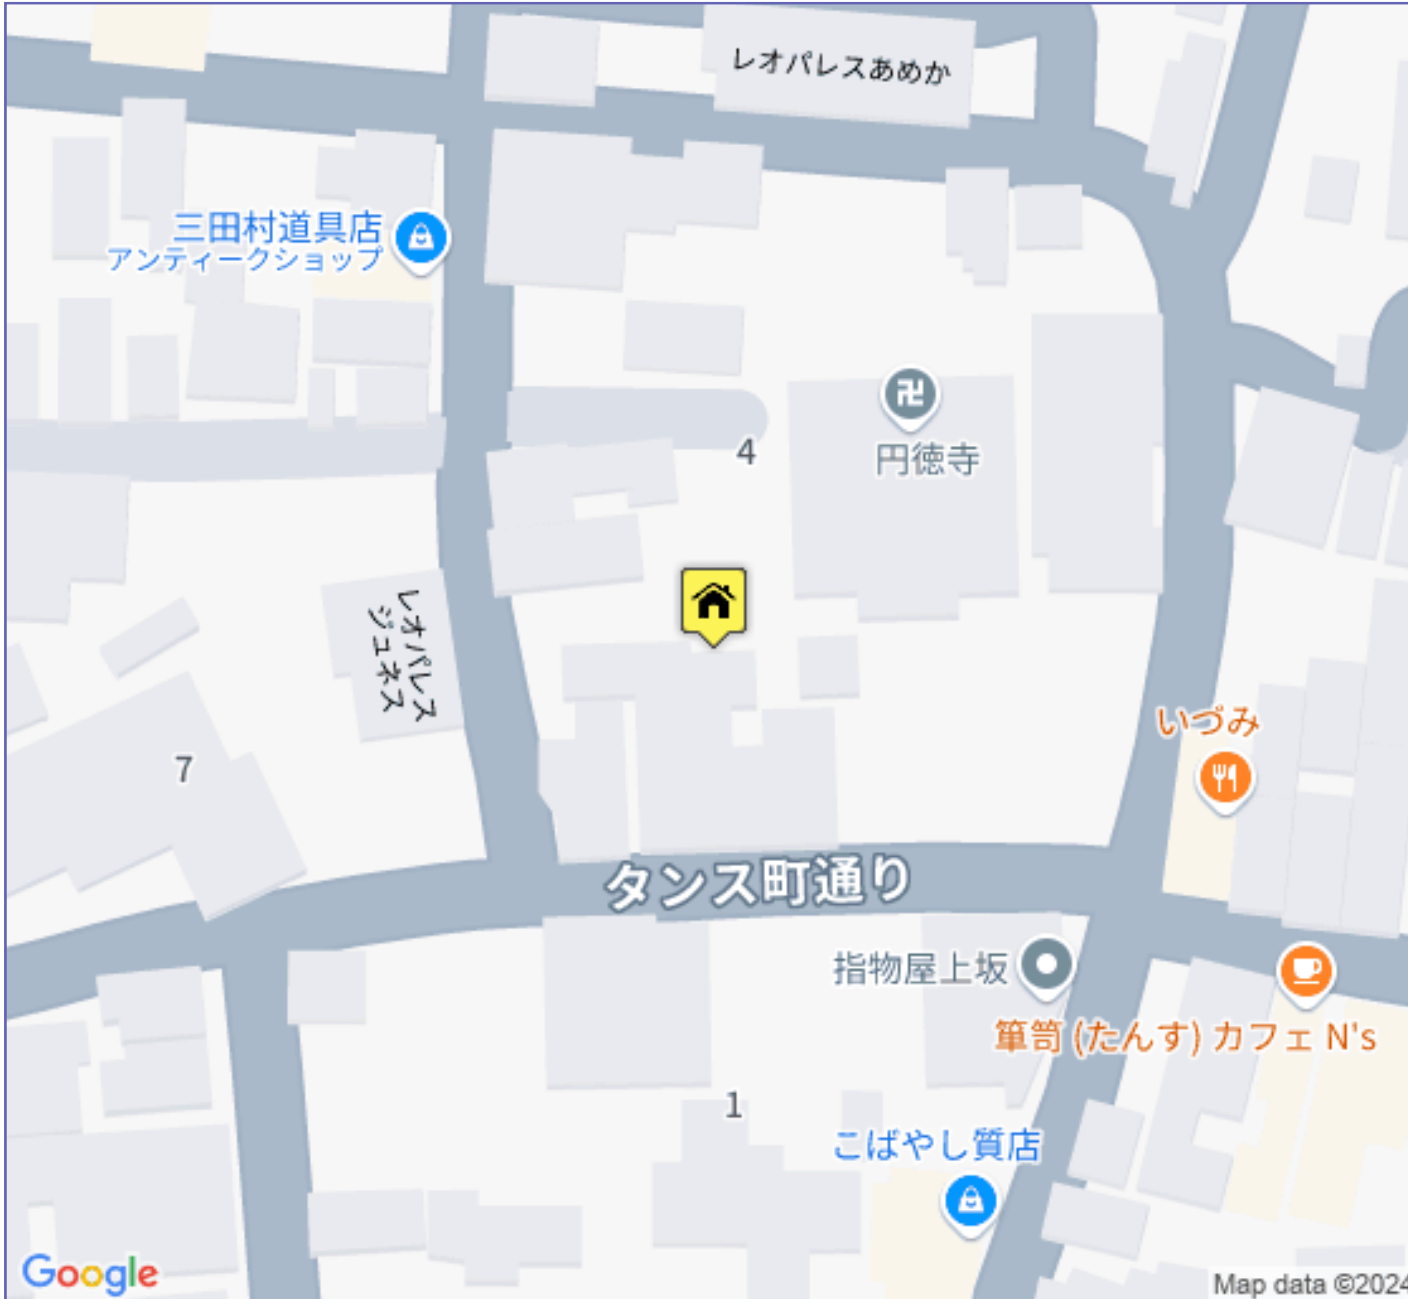 レオパレスあめか
三田村道具店
アンティークショップ
4
円徳寺
レオパレス
ジュネス
いづみ
7
タンス町通り
指物屋上坂
箪笥 (たんす) カフェ N's
1
こばやし質店
Google
Map data ©2024